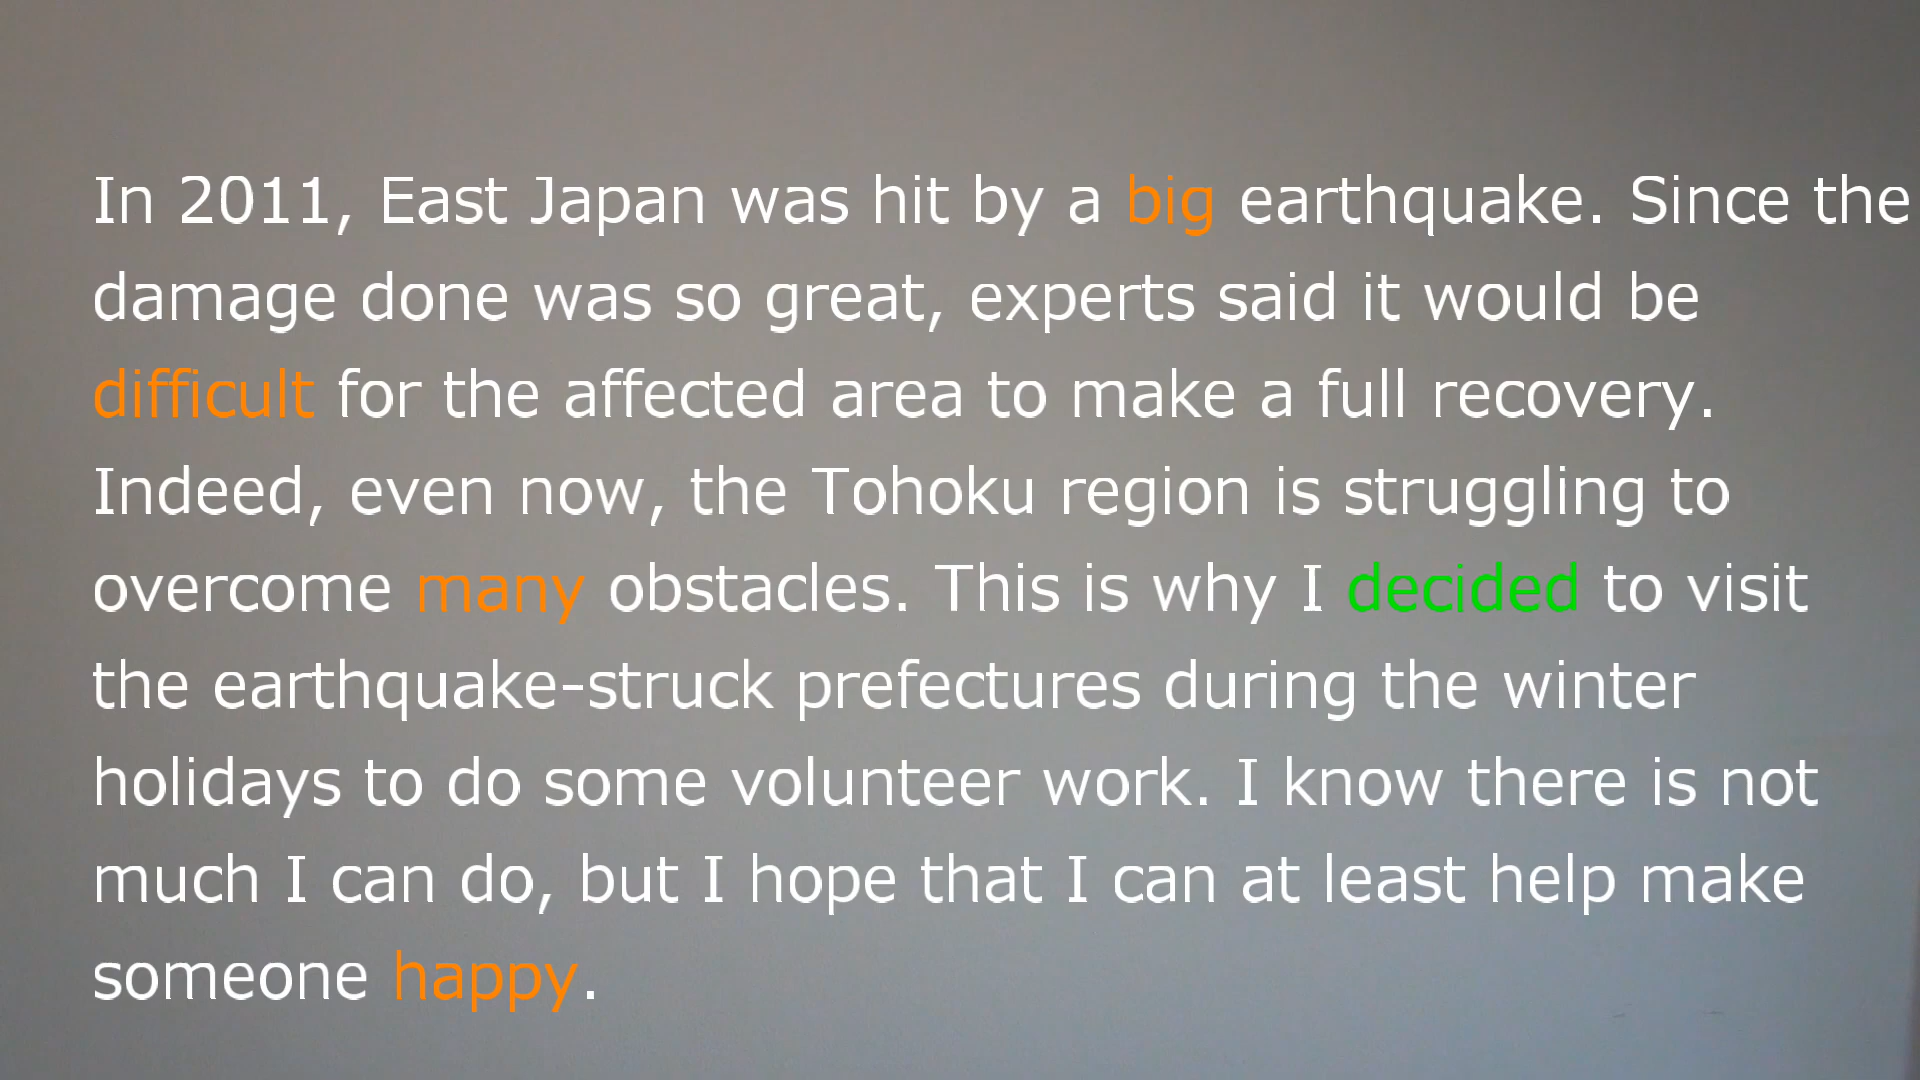 In 2011, East Japan was hit by a big earthquake. Since the
damage done was so great, experts said it would be
difficult for the affected area to make a full recovery.
Indeed, even now, the Tohoku region is struggling to
overcome many obstacles. This is why I decided to visit
the earthquake-struck prefectures during the winter
holidays to do some volunteer work. I know there is not
much I can do, but I hope that I can at least help make
someone happy.